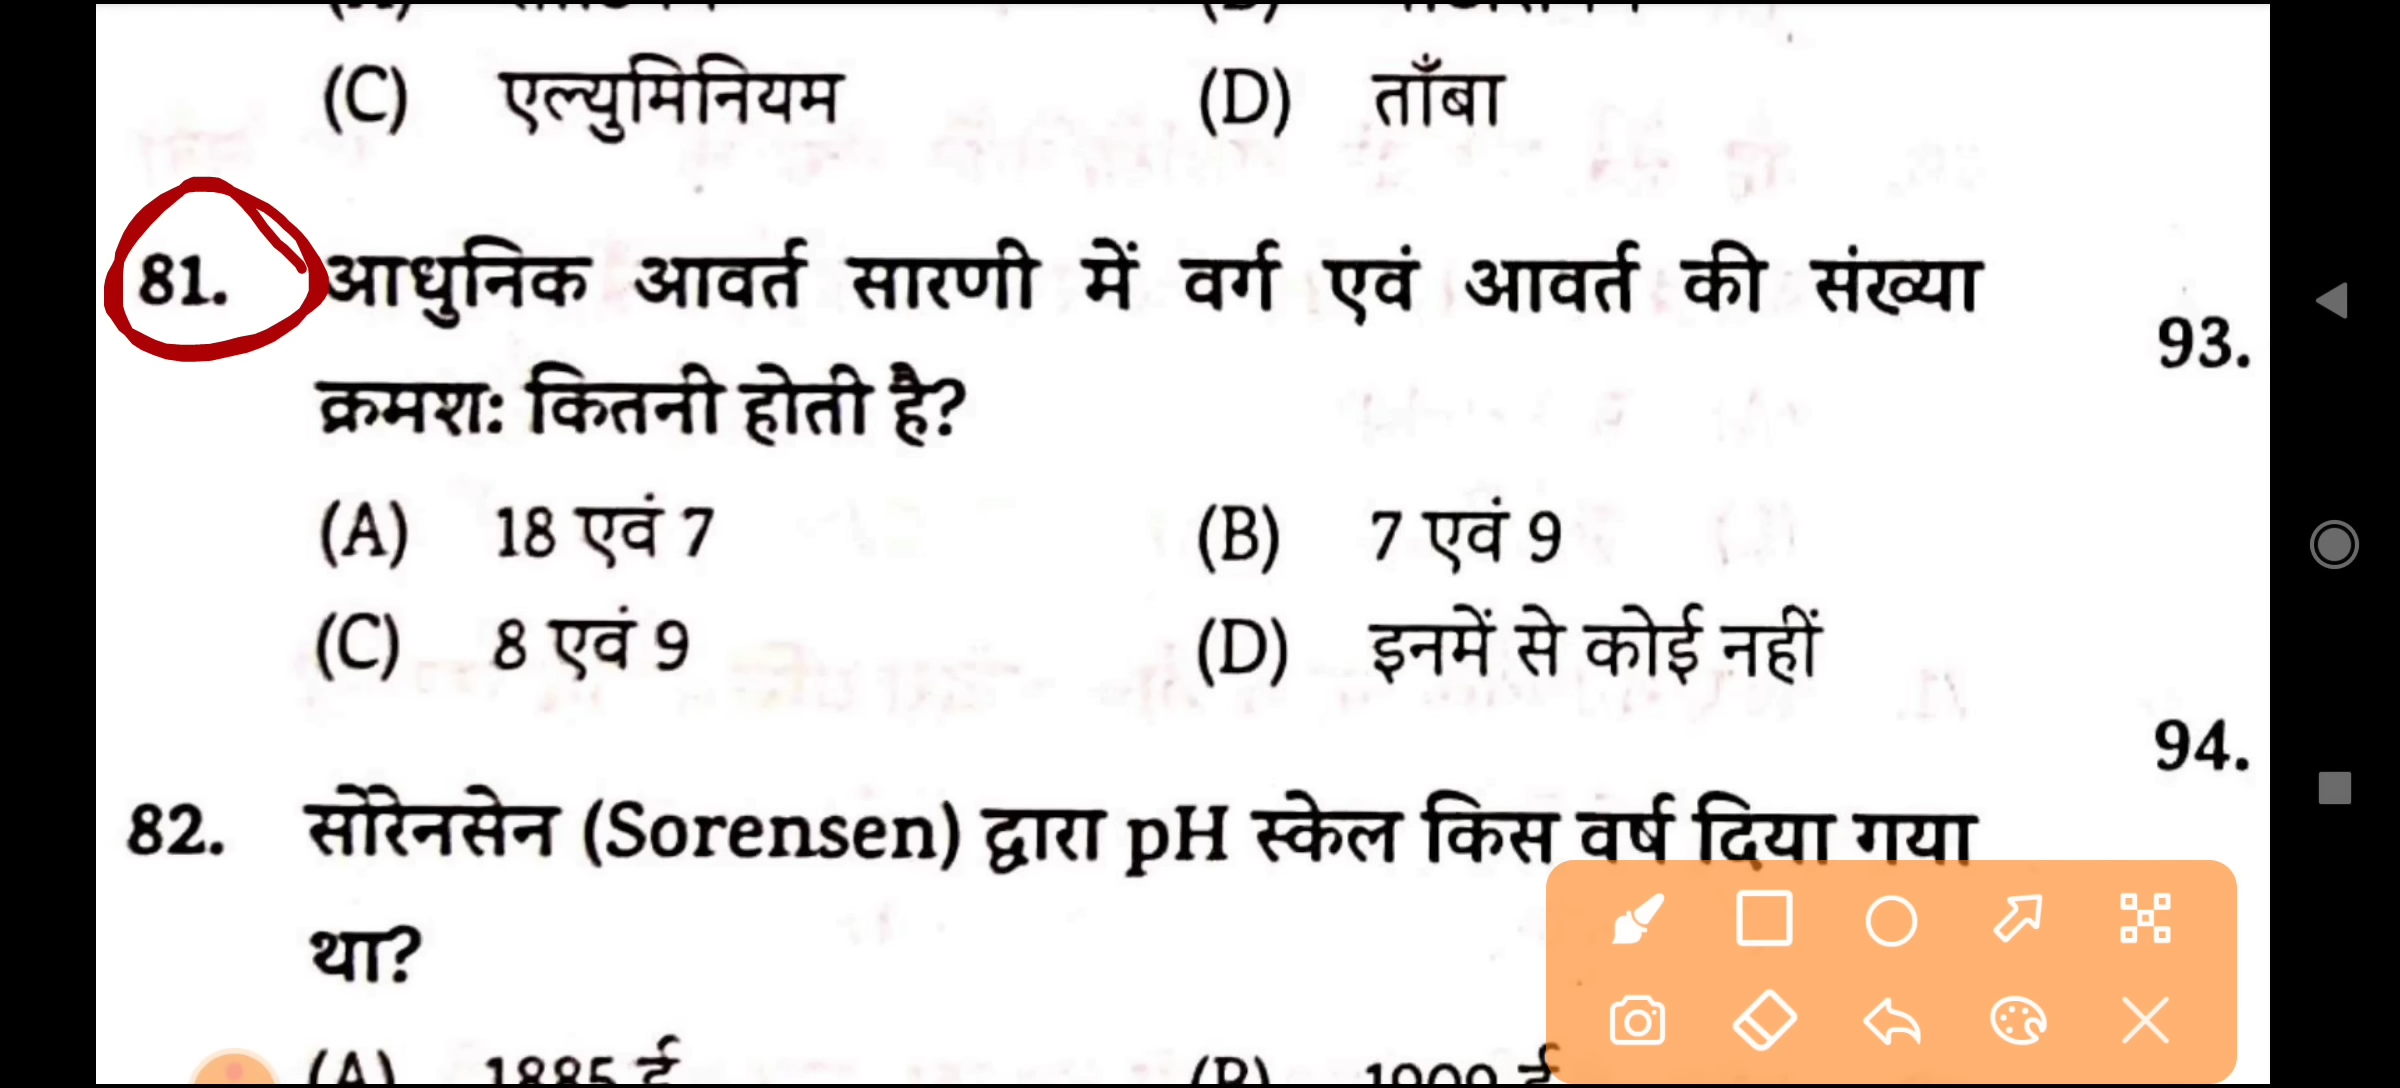 (C) एल्युमिनियम (D) ताँबा
81. आधुनिक आवर्त सारणी में वर्ग एवं आवर्त की संख्या
क्रमश: कितनी होती है?
(A) 18 एवं 7 (B) 7 एवं 9
(C) 8 एवं 9 (D) इनमें से कोई नहीं
82. सोरेनसेन (Sorensen) द्वारा pH स्केल किस वर्ष दिया गया
था?
(A) 1885 ई (B)
93.
94.